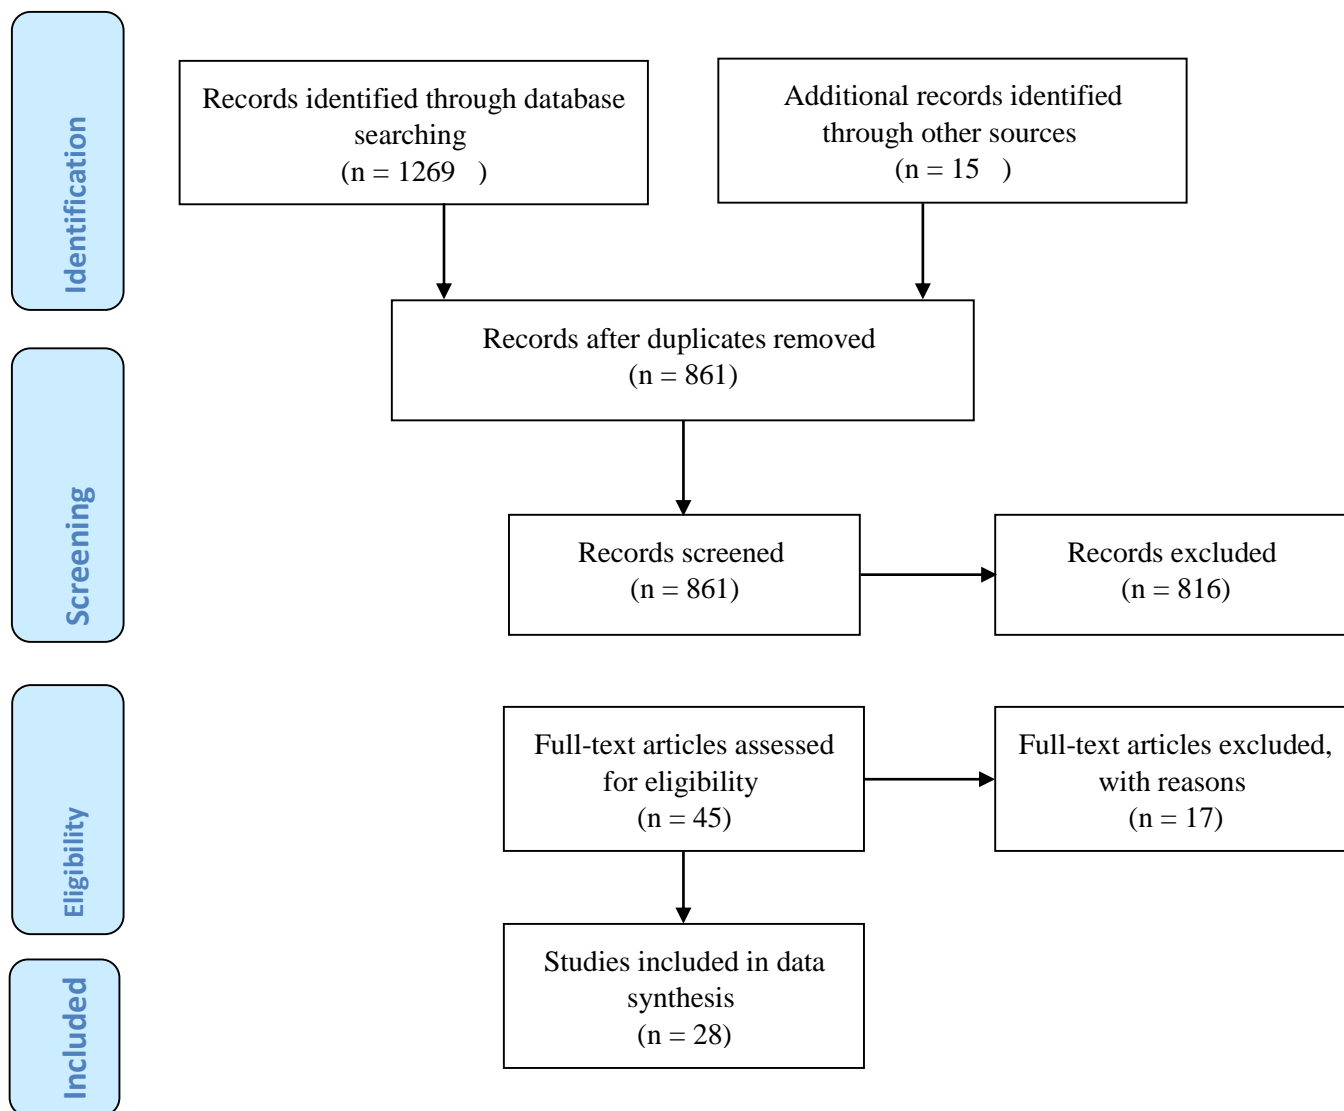 Identification
Records identified through database
searching
(n = 1269 )
Additional records identified
through other sources
(n = 15 )
Records after duplicates removed
(n = 861)
Screening
Records screened
(n = 861)
Records excluded
(n = 816)
Eligibility
Full-text articles assessed
for eligibility
(n = 45)
Full-text articles excluded,
with reasons
(n = 17)
Included
Studies included in data
synthesis
(n = 28)